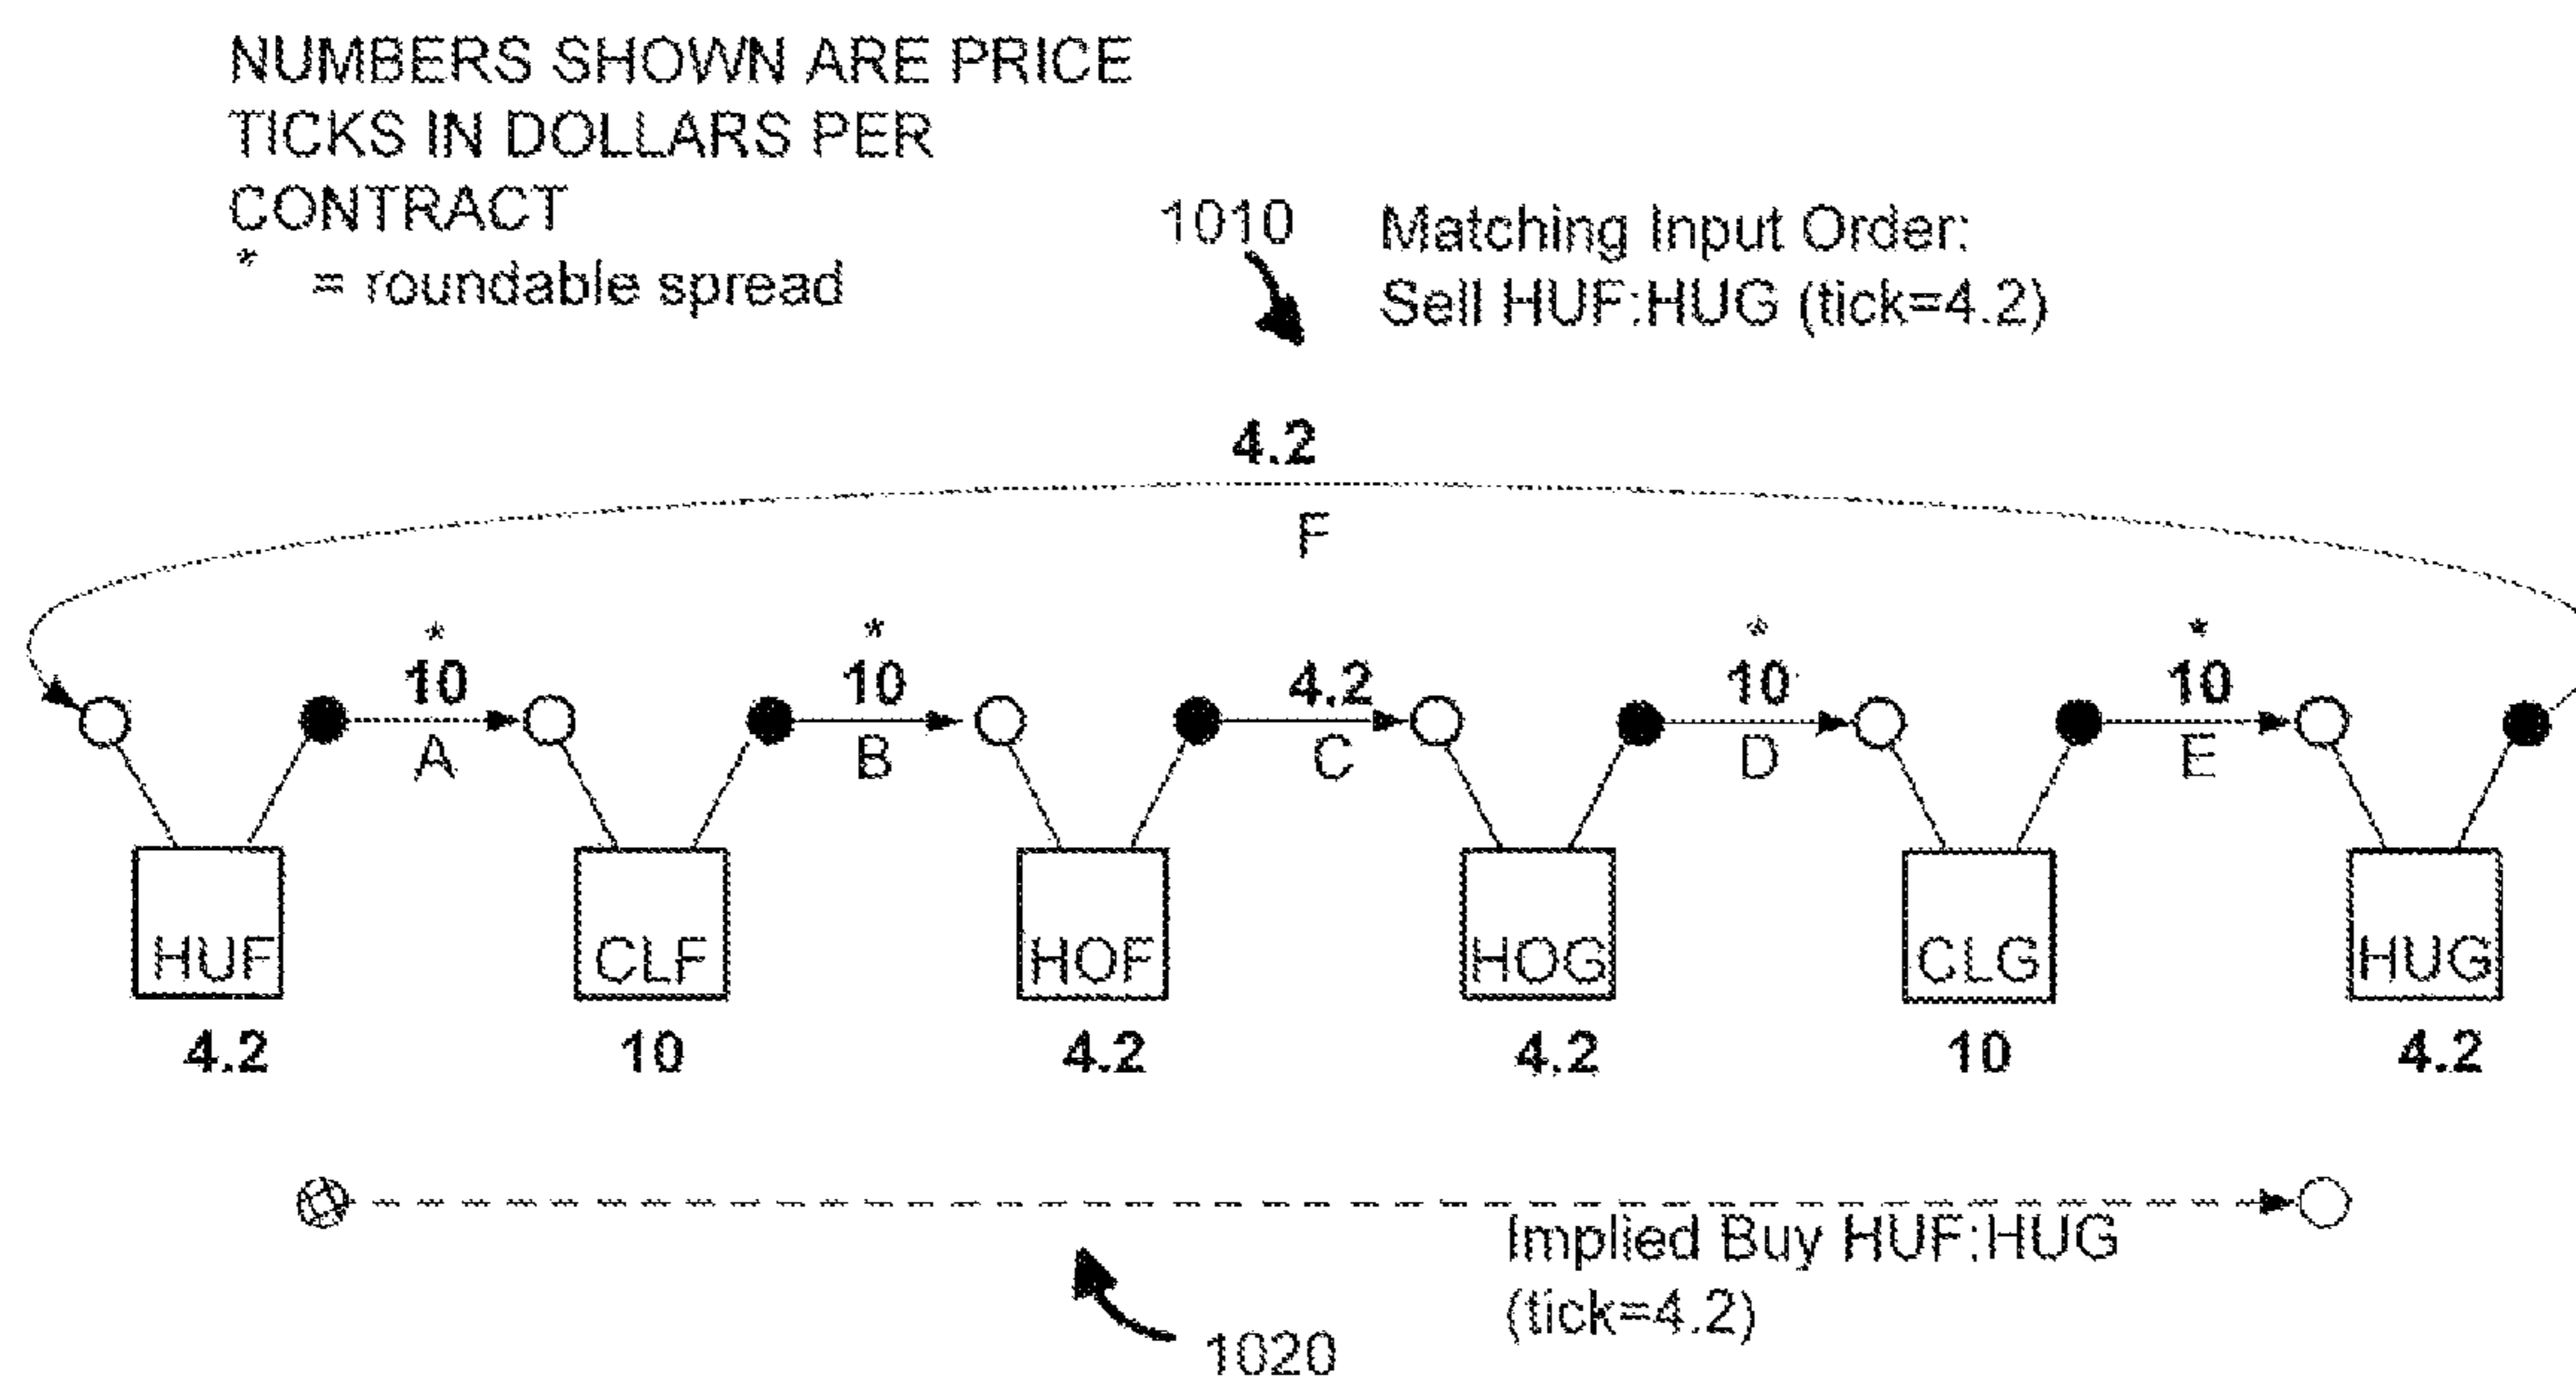 NUMBERS SHOWN ARE PRICE
TICKS IN DOLLARS PER
CONTRACT
* = roundable spread
1010
Matching Input Order:
Sell HUF:HUG (tick=4.2)
4.2
F
* * * *
10 10 4.2 10 10
A B C D E
HUF CLF HOF HOG CLG HUG
4.2 10 4.2 4.2 10 4.2
Implied Buy HUF:HUG
(tick=4.2)
1020